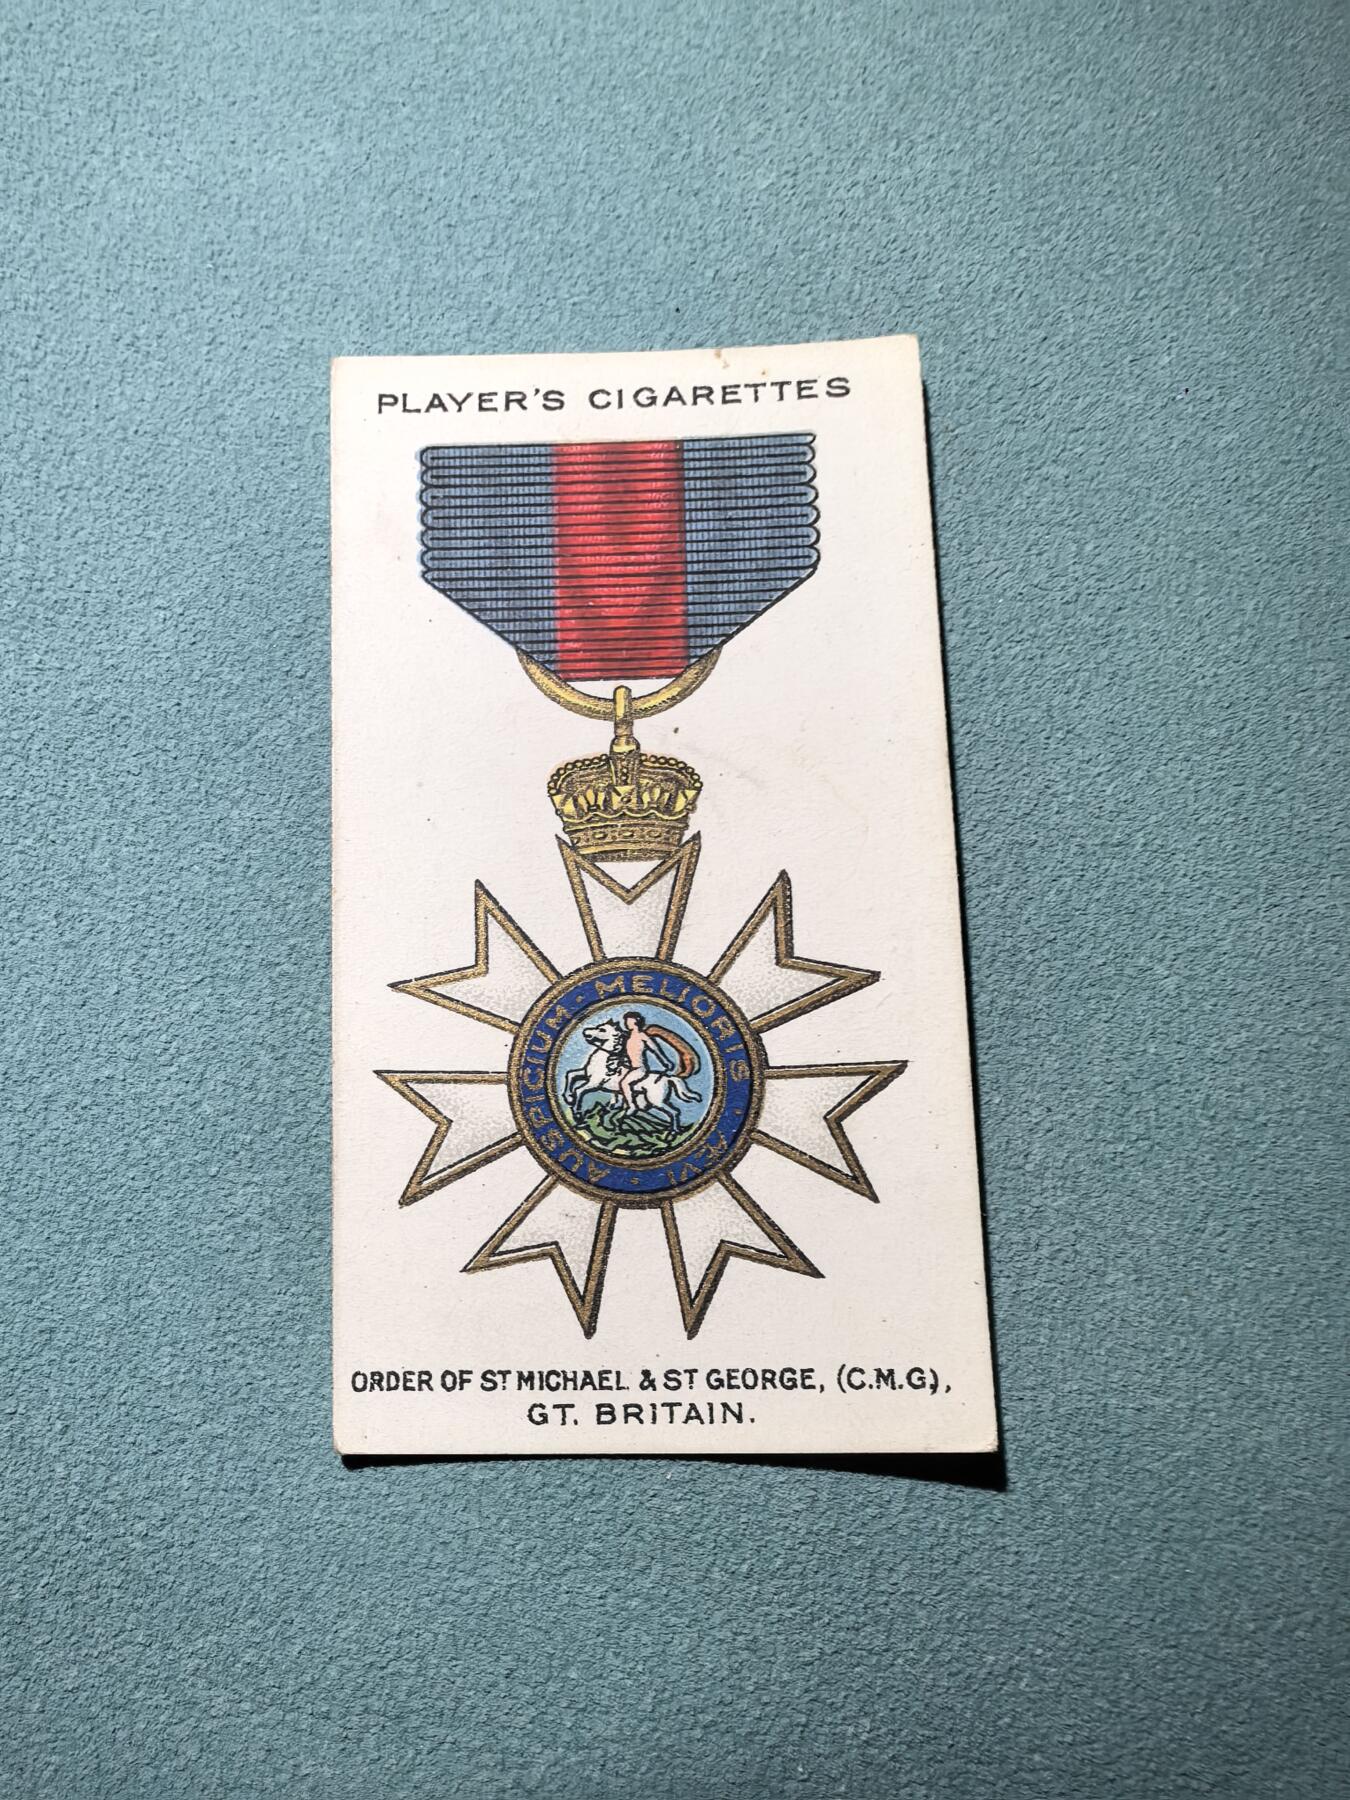 PLAYER'S CIGARETTES
AUSPICIUM · MELIORIS · ÆVI ·
ORDER OF ST MICHAEL & ST GEORGE, (C.M.G.),
GT. BRITAIN.